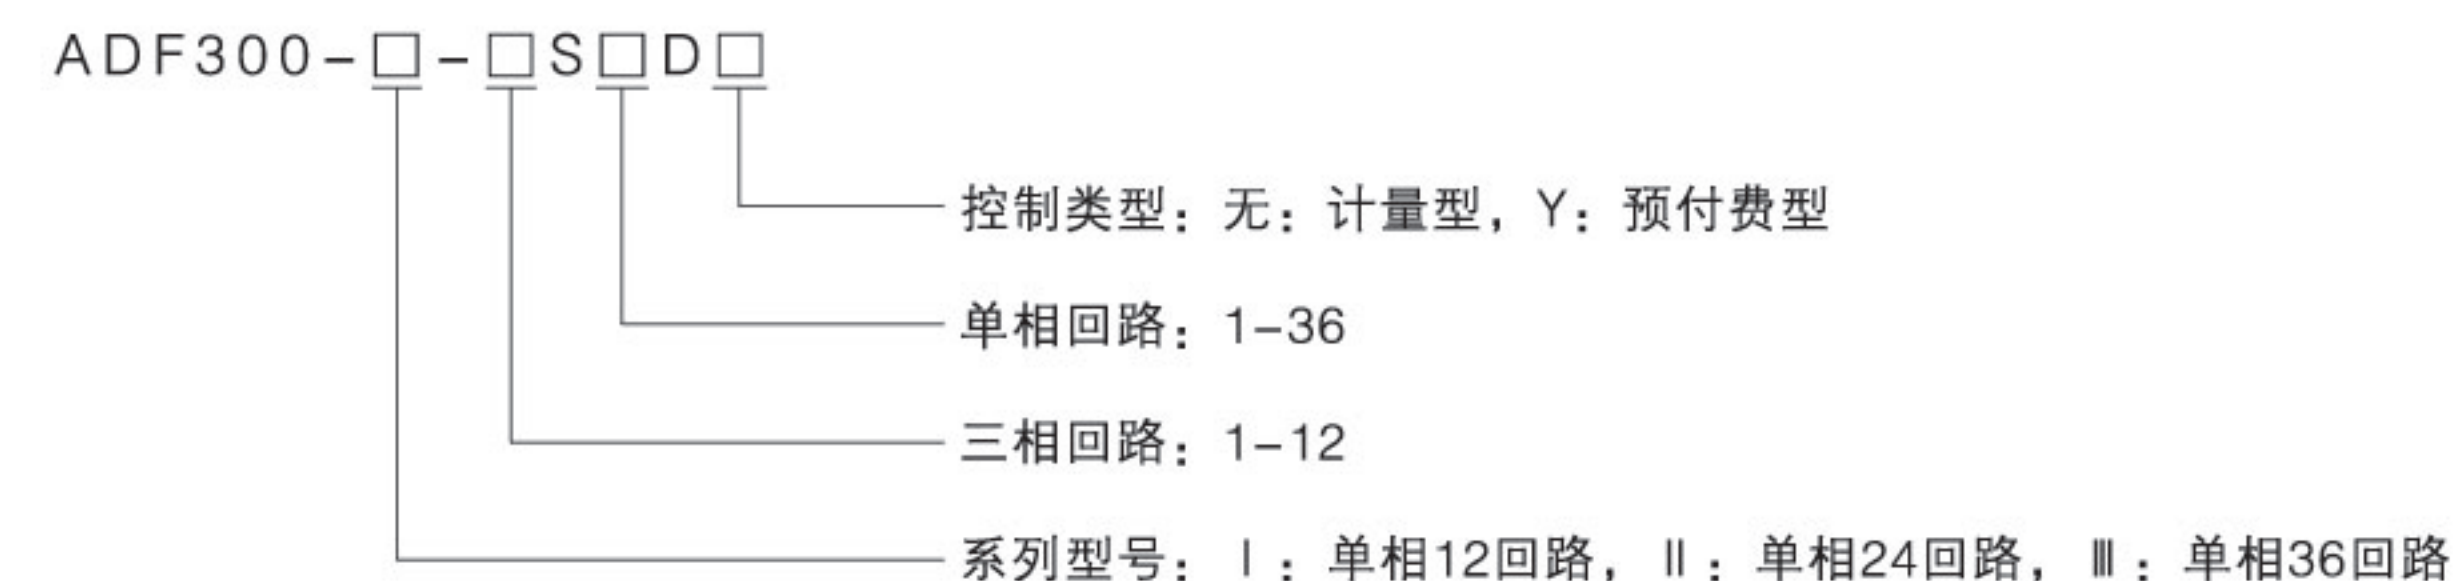 ADF300-□-□S□D□
控制类型：无：计量型，Y：预付费型
单相回路：1-36
三相回路：1-12
系列型号：Ⅰ：单相12回路，Ⅱ：单相24回路，Ⅲ：单相36回路